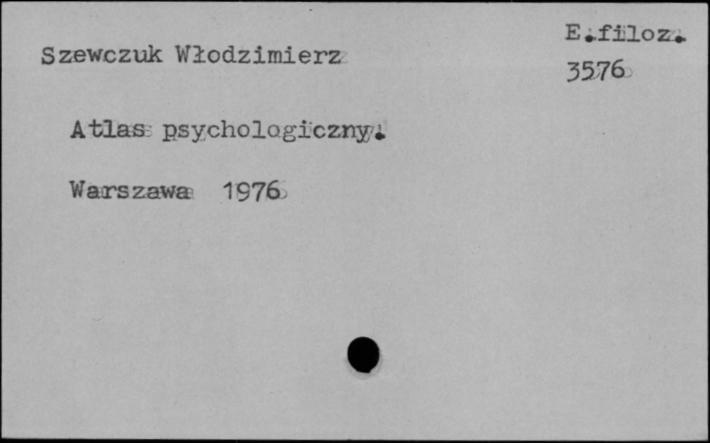 E.filoz.
Szewczuk Włodzimierz
3576
Atlas psychologiczny.
Warszawa 1976